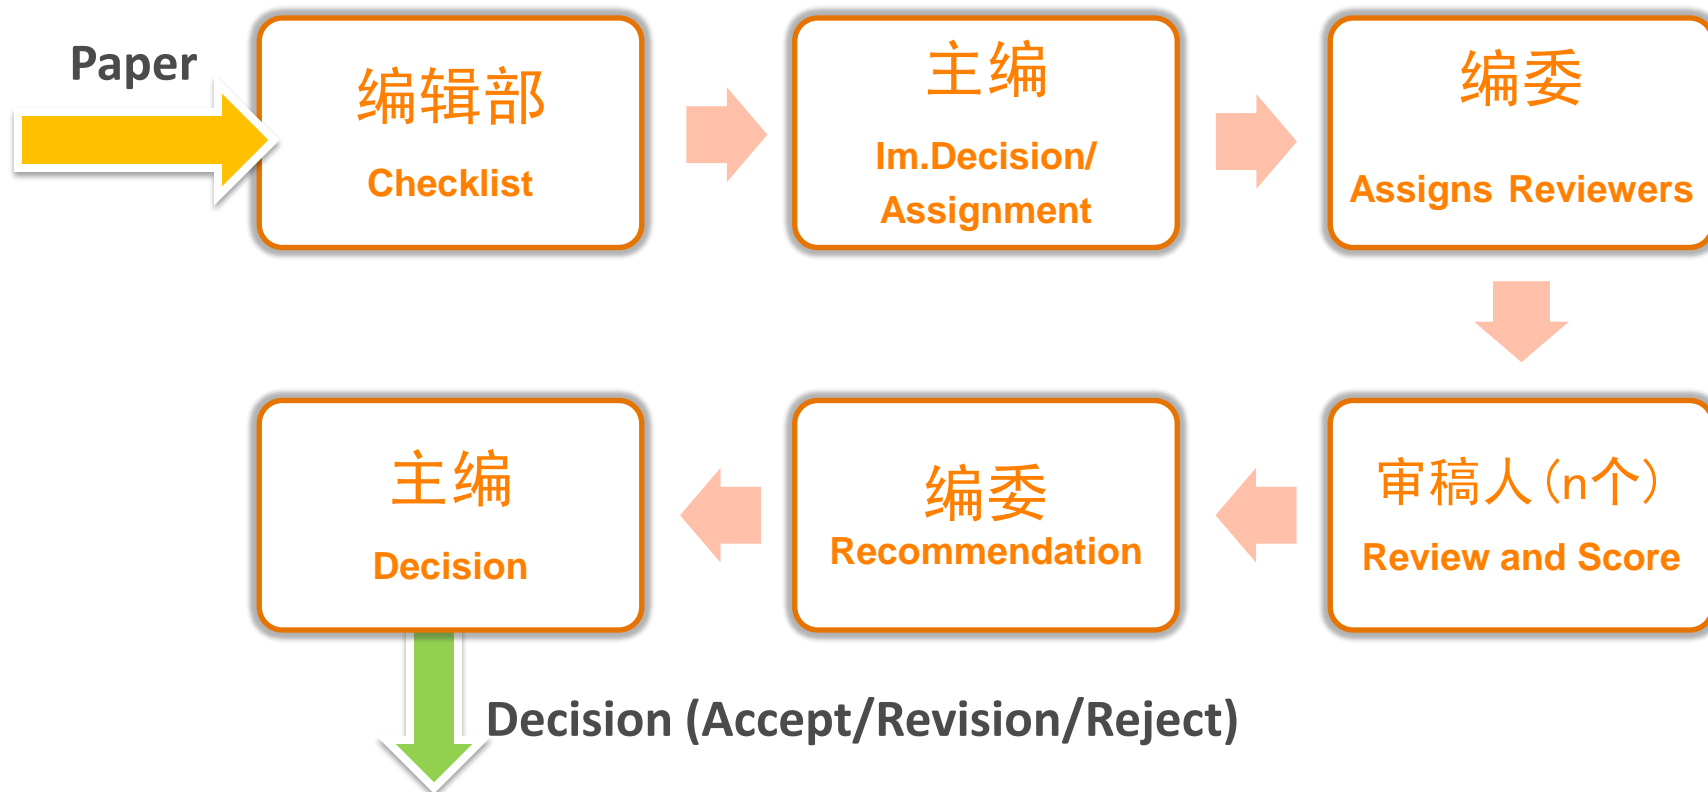 Paper
编辑部
Checklist
主编
Im.Decision/
Assignment
编委
Assigns Reviewers
审稿人(n个)
Review and Score
编委
Recommendation
主编
Decision
Decision (Accept/Revision/Reject)